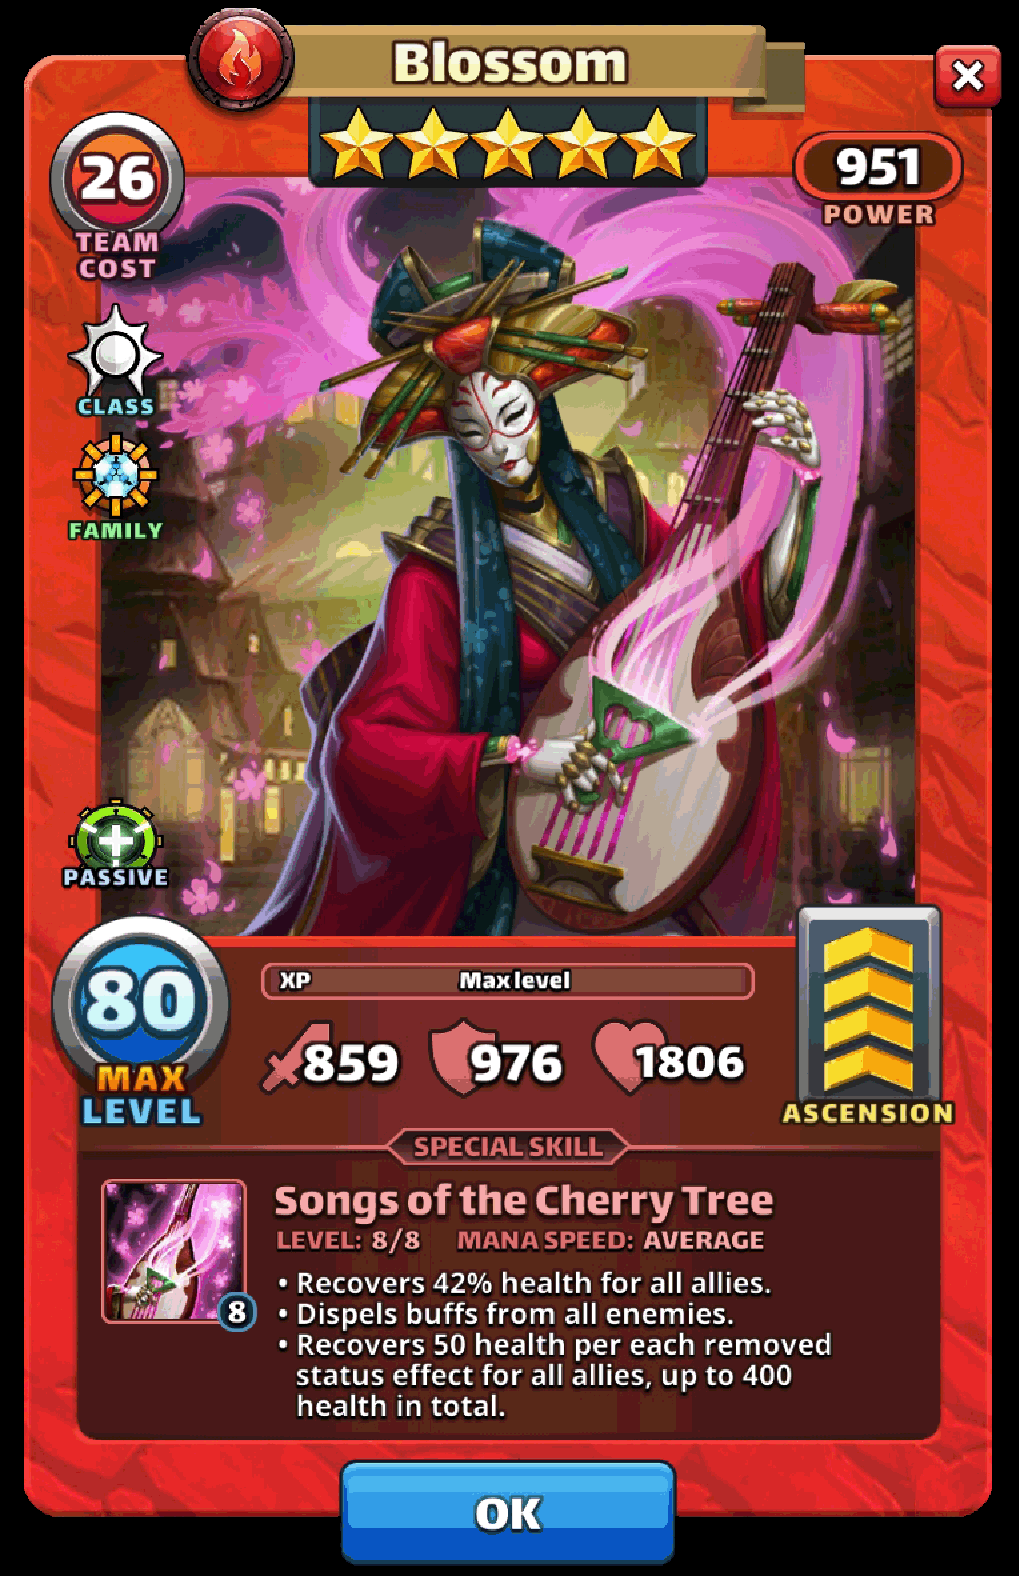 Blossom
26
TEAM
COST
951
POWER
CLASS
FAMILY
PASSIVE
80
MAX
LEVEL
XP Max level
859 976 1806
ASCENSION
SPECIAL SKILL
Songs of the Cherry Tree
LEVEL: 8/8 MANA SPEED: AVERAGE
8
• Recovers 42% health for all allies.
• Dispels buffs from all enemies.
• Recovers 50 health per each removed
status effect for all allies, up to 400
health in total.
OK